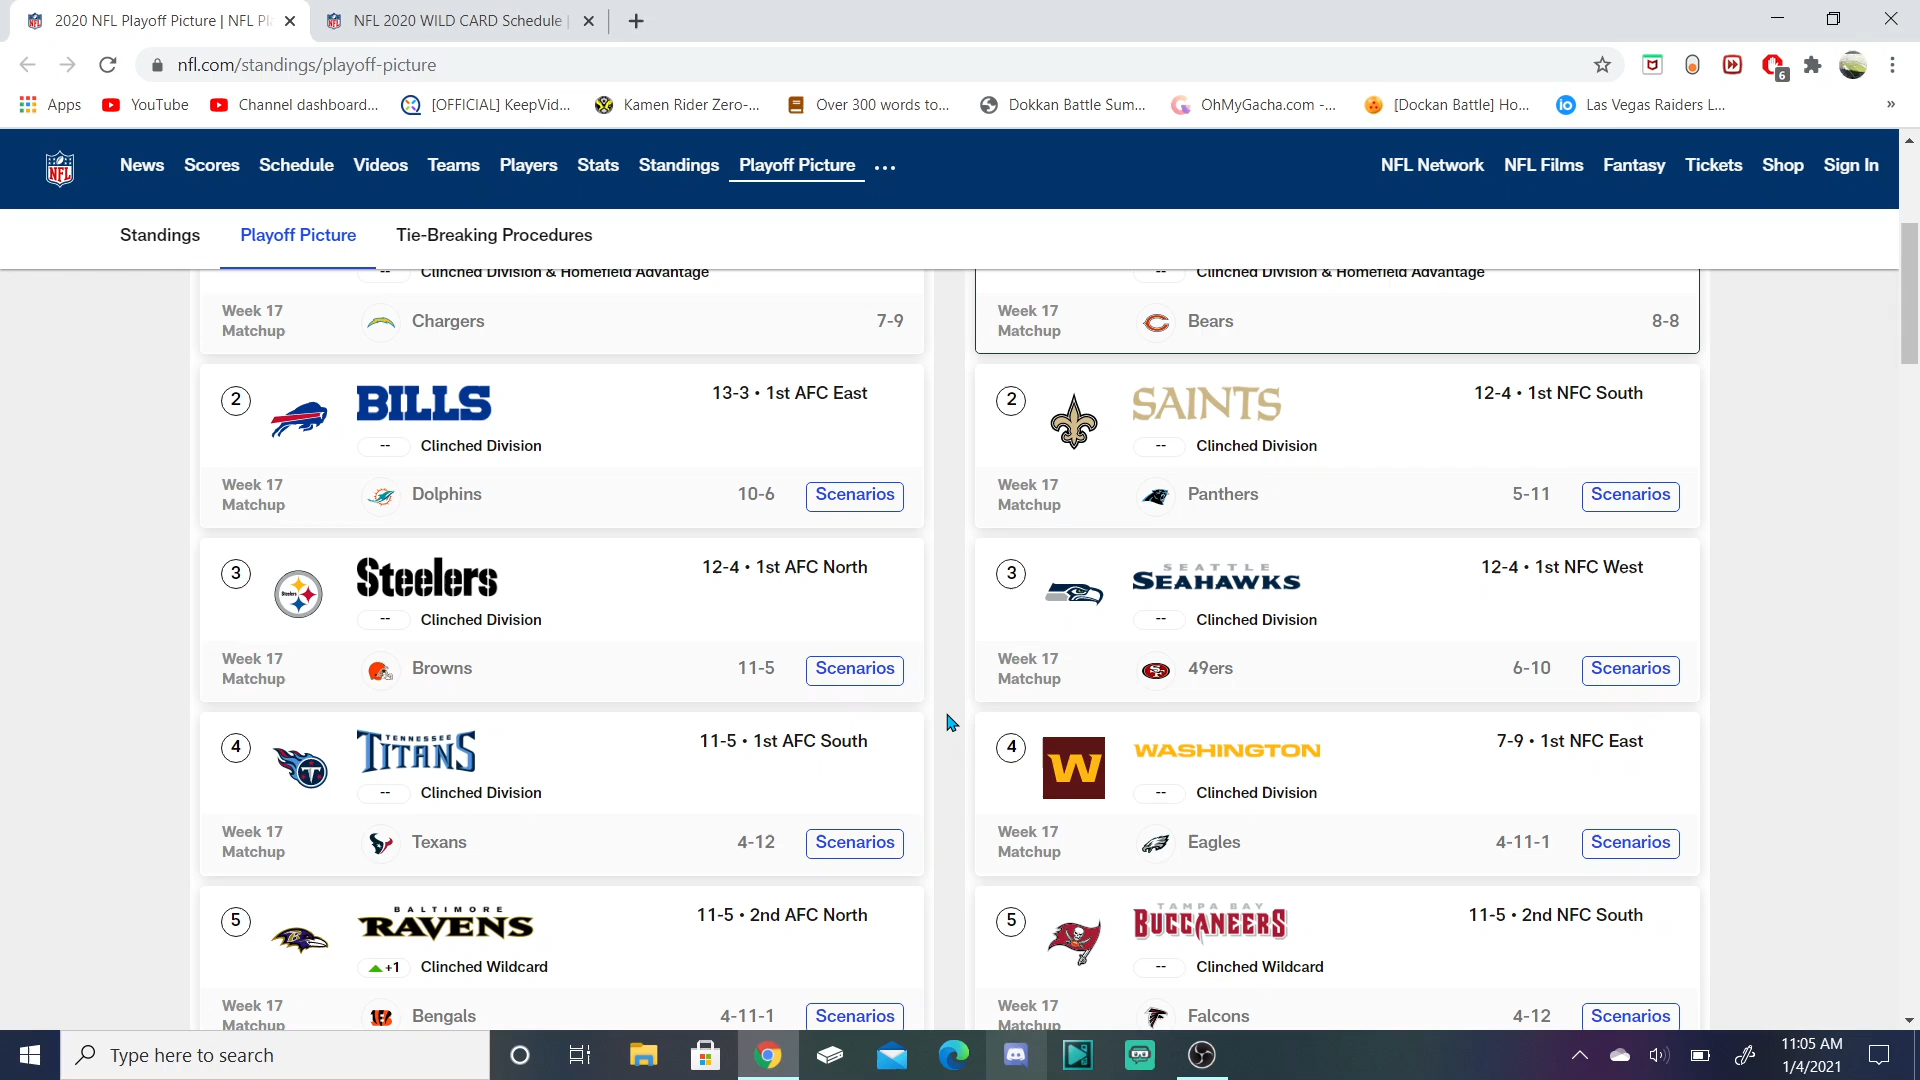 2020 NFL Playoff Picture | NFL Pl
NFL 2020 WILD CARD Schedule |
nfl.com/standings/playoff-picture
6
Apps
YouTube
Channel dashboard...
[OFFICIAL] KeepVid...
Kamen Rider Zero-...
Over 300 words to...
Dokkan Battle Sum...
OhMyGacha.com -...
[Dockan Battle] Ho...
Las Vegas Raiders L...
»
NFL
News Scores Schedule Videos Teams Players Stats Standings Playoff Picture ...
NFL Network NFL Films Fantasy Tickets Shop Sign In
Standings Playoff Picture Tie-Breaking Procedures
-- Clinched Division & Homefield Advantage
Week 17
Matchup
Chargers 7-9
2 BILLS 13-3 • 1st AFC East
-- Clinched Division
Week 17
Matchup
Dolphins 10-6 Scenarios
3 Steelers 12-4 • 1st AFC North
-- Clinched Division
Week 17
Matchup
Browns 11-5 Scenarios
4 TENNESSEE
TITANS 11-5 • 1st AFC South
-- Clinched Division
Week 17
Matchup
Texans 4-12 Scenarios
5 BALTIMORE
RAVENS 11-5 • 2nd AFC North
+1 Clinched Wildcard
Week 17
Matchup
Bengals 4-11-1 Scenarios
-- Clinched Division & Homefield Advantage
Week 17
Matchup
Bears 8-8
2 SAINTS 12-4 • 1st NFC South
-- Clinched Division
Week 17
Matchup
Panthers 5-11 Scenarios
3 SEATTLE
SEAHAWKS 12-4 • 1st NFC West
-- Clinched Division
Week 17
Matchup
49ers 6-10 Scenarios
4 W WASHINGTON 7-9 • 1st NFC East
-- Clinched Division
Week 17
Matchup
Eagles 4-11-1 Scenarios
5 TAMPA BAY
BUCCANEERS 11-5 • 2nd NFC South
-- Clinched Wildcard
Week 17
Matchup
Falcons 4-12 Scenarios
Type here to search
11:05 AM
1/4/2021